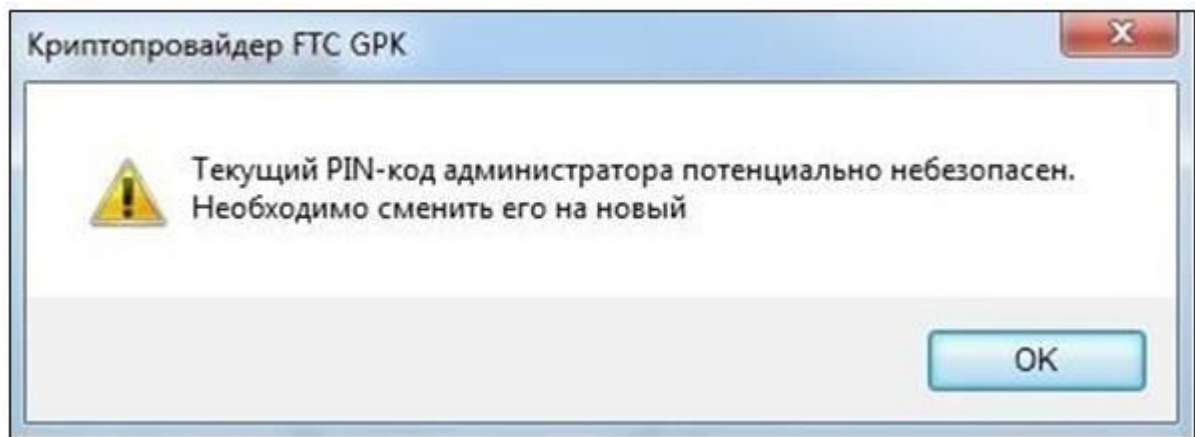 Криптопровайдер FTC GPK
Текущий PIN-код администратора потенциально небезопасен.
Необходимо сменить его на новый
OK